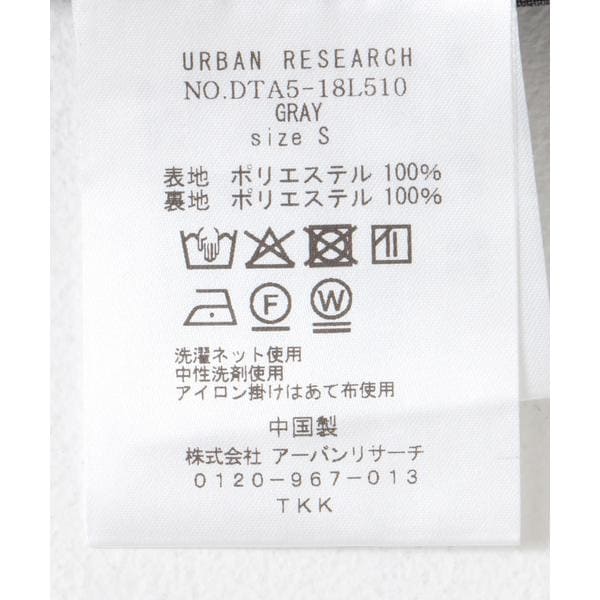 URBAN RESEARCH
NO.DTA5-18L510
GRAY
size S
表地 ポリエステル 100%
裏地 ポリエステル 100%
F W
洗濯ネット使用
中性洗剤使用
アイロン掛けはあて布使用
中国製
株式会社 アーバンリサーチ
0120-967-013
TKK